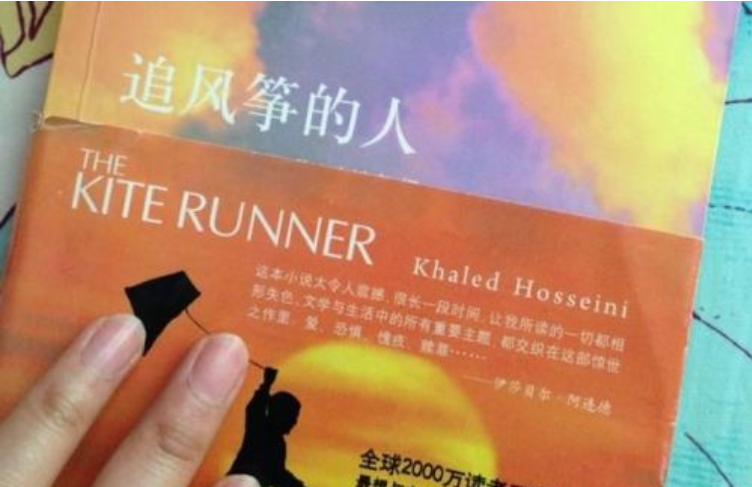 追风筝的人
THE
KITE RUNNER
Khaled Hosseini
这本小说太令人震撼，很长一段时间，让我所读的一切都相
形失色。文学与生活中的所有重要主题，都交织在这部惊世
之作里：爱、恐惧、愧疚、赎罪……
——伊莎贝尔·阿连德
全球2000万读者